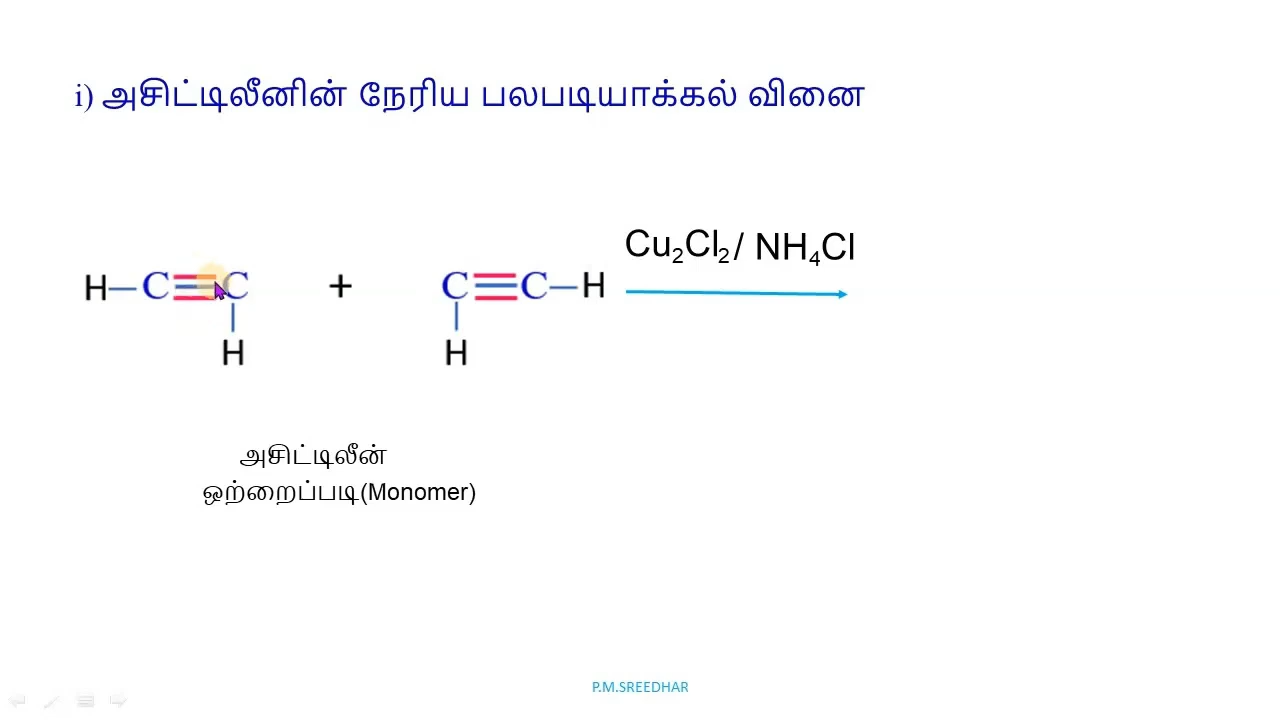 i) அசிட்டிலீனின் நேரிய பலபடியாக்கல் வினை
Cu₂Cl₂ / NH₄Cl
H–C≡C + C≡C–H
H H
அசிட்டிலீன்
ஒற்றைப்படி(Monomer)
P.M.SREEDHAR